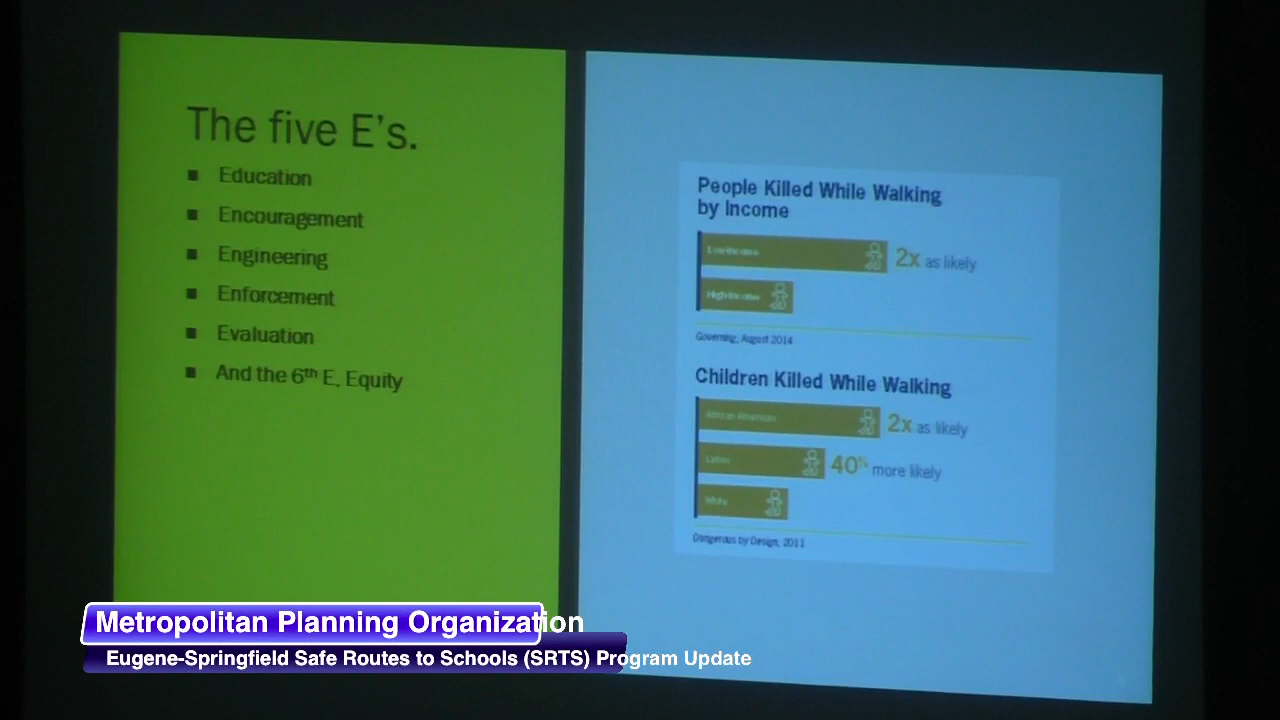 The five E's.
■ Education
■ Encouragement
■ Engineering
■ Enforcement
■ Evaluation
■ And the 6th E, Equity
People Killed While Walking
by Income
Low-Income
2x as likely
High-Income
Governing, August 2014
Children Killed While Walking
African-American
2x as likely
Latino
40% more likely
White
Dangerous by Design, 2011
Metropolitan Planning Organization
Eugene-Springfield Safe Routes to Schools (SRTS) Program Update